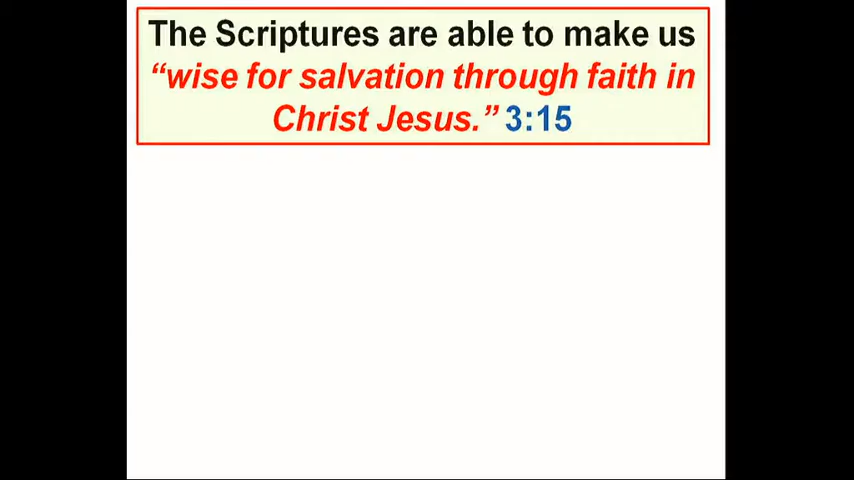 The Scriptures are able to make us
“wise for salvation through faith in
Christ Jesus.” 3:15